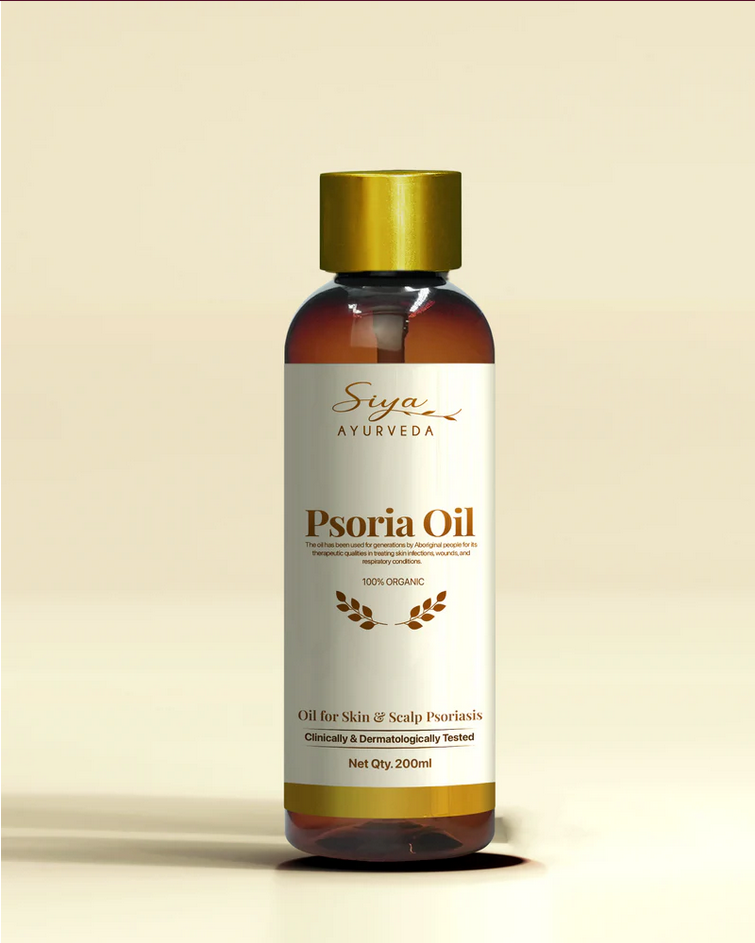 Siya
AYURVEDA
Psoria Oil
The oil has been used for generations by Aboriginal people for its
therapeutic qualities in treating skin infections, wounds, and
respiratory conditions.
100% ORGANIC
Oil for Skin & Scalp Psoriasis
Clinically & Dermatologically Tested
Net Qty. 200ml